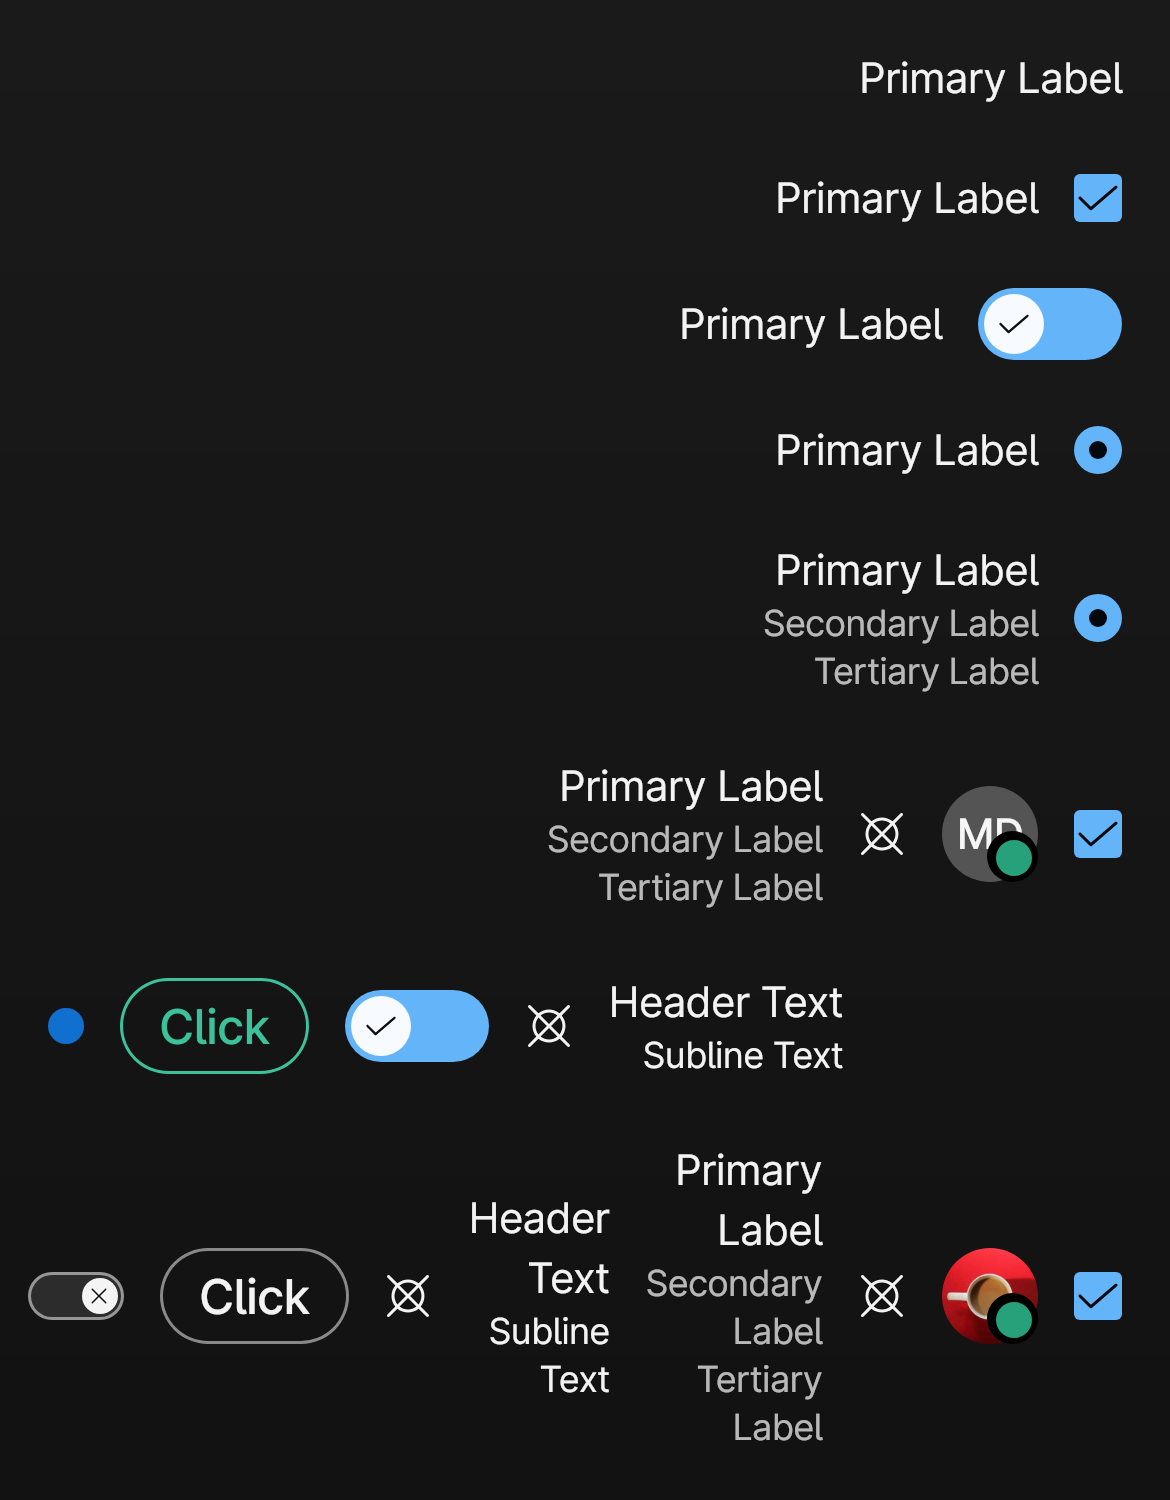 Primary Label
Primary Label
Primary Label
Primary Label
Primary Label
Secondary Label
Tertiary Label
Primary Label
Secondary Label
Tertiary Label
MD
Click
Header Text
Subline Text
Click
Header
Text
Subline
Text
Primary
Label
Secondary
Label
Tertiary
Label